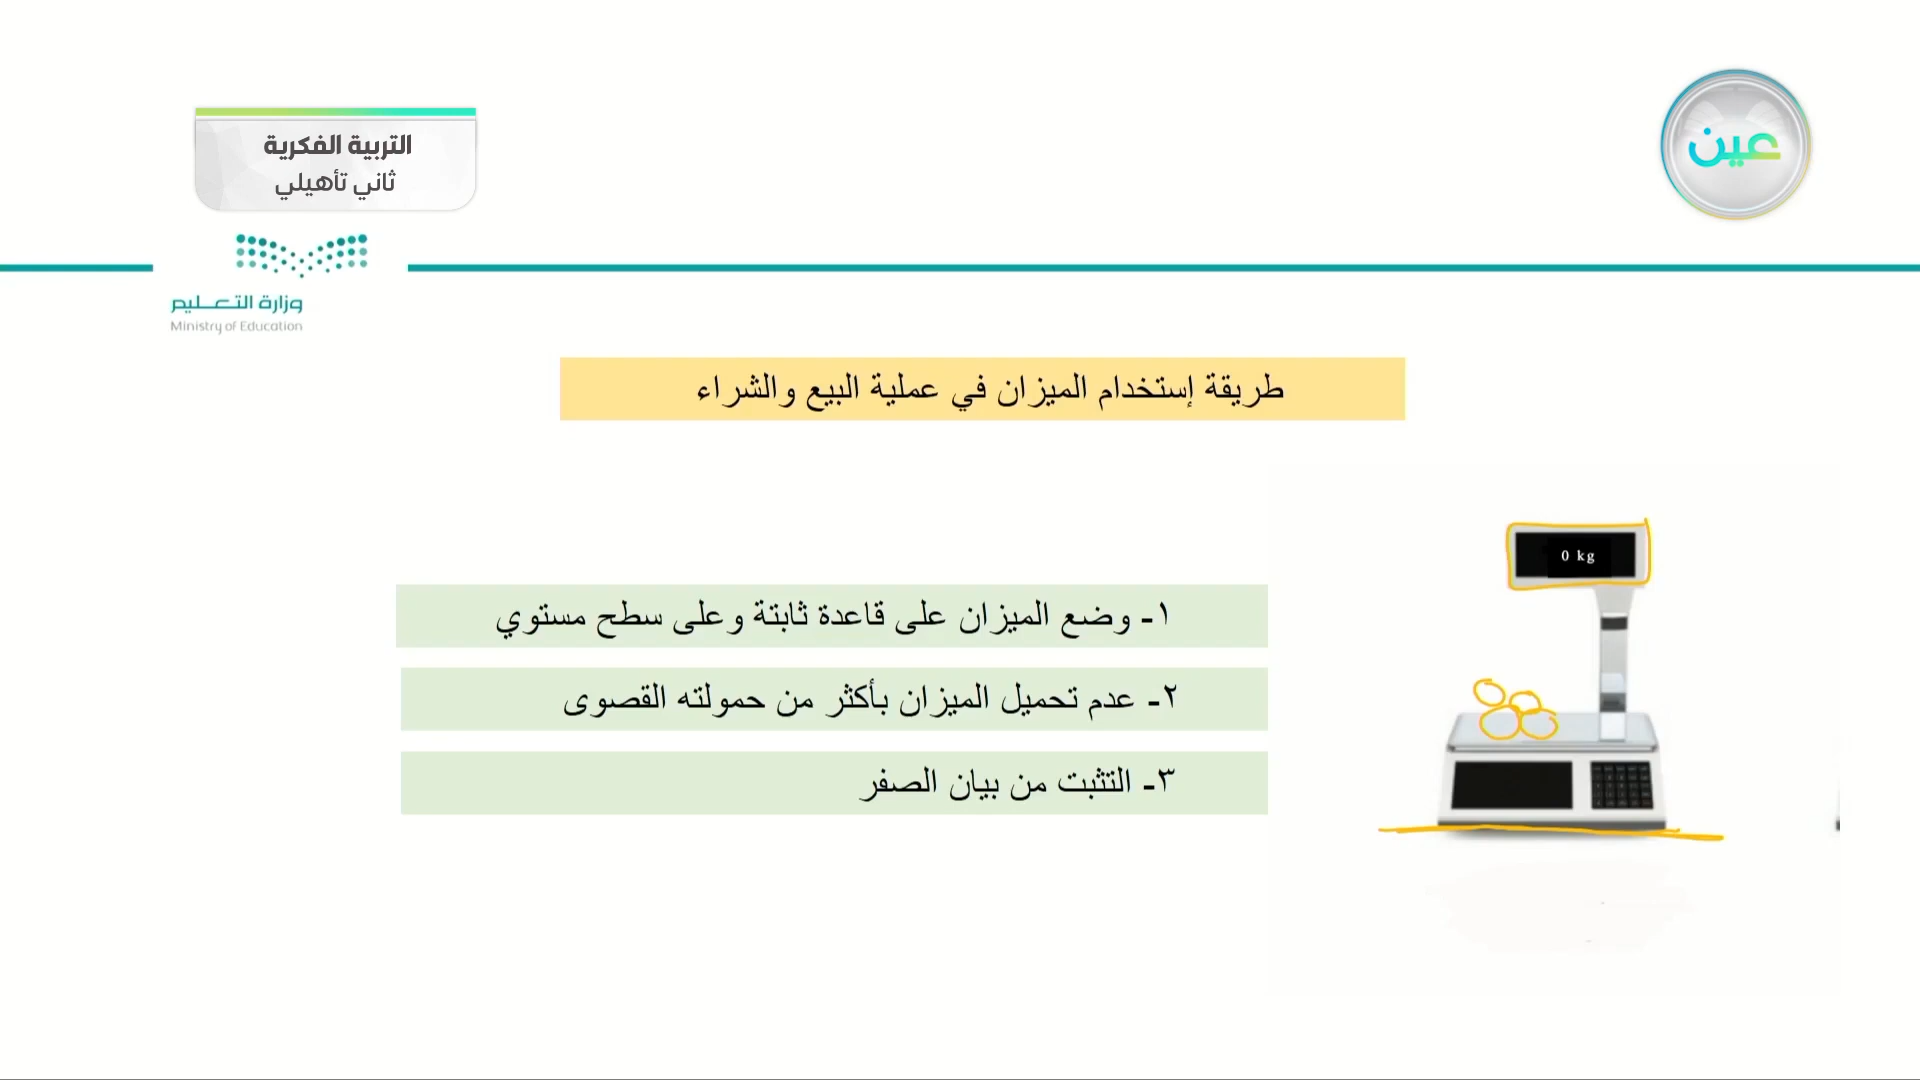 عين
التربية الفكرية
ثاني تأهيلي
وزارة التعليم
Ministry of Education
طريقة إستخدام الميزان في عملية البيع والشراء
0 kg
١- وضع الميزان على قاعدة ثابتة وعلى سطح مستوي
٢- عدم تحميل الميزان بأكثر من حمولته القصوى
٣- التثبت من بيان الصفر